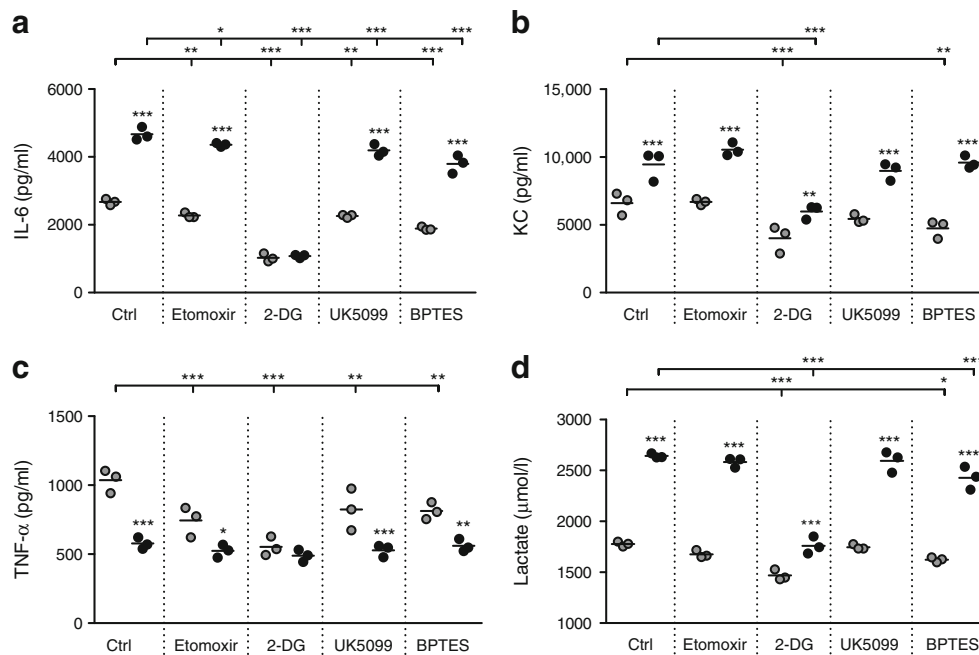 a
* *** *** ***
** *** ** ***
IL-6 (pg/ml)
6000
4000
2000
0
*** *** *** ***
Ctrl Etomoxir 2-DG UK5099 BPTES
b
***
*** **
KC (pg/ml)
15,000
10,000
5000
0
*** *** ** *** ***
Ctrl Etomoxir 2-DG UK5099 BPTES
c
*** *** ** **
TNF-α (pg/ml)
1500
1000
500
0
*** * *** **
Ctrl Etomoxir 2-DG UK5099 BPTES
d
*** ***
*** *
Lactate (μmol/l)
3000
2500
2000
1500
1000
*** *** *** *** ***
Ctrl Etomoxir 2-DG UK5099 BPTES